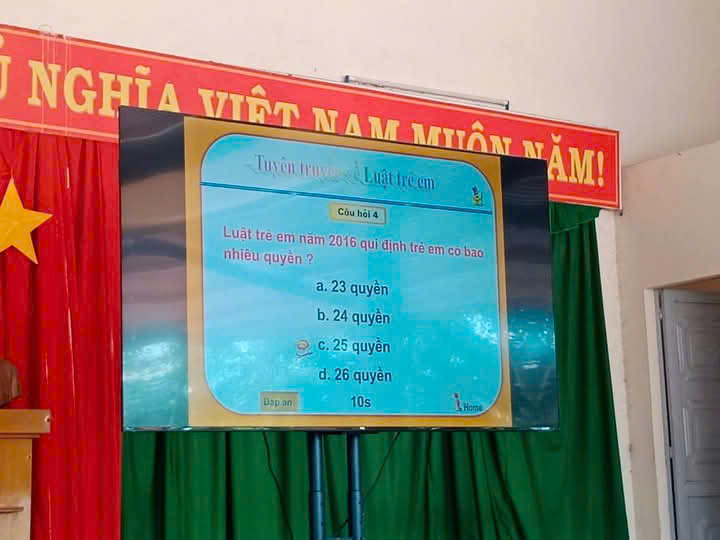 NGHĨA VIỆT NAM MUÔN NĂM!
Tuyên truyền về Luật trẻ em
Câu hỏi 4
Luật trẻ em năm 2016 qui định trẻ em có bao
nhiêu quyền ?
a. 23 quyền
b. 24 quyền
c. 25 quyền
d. 26 quyền
Đáp án
10s
Home